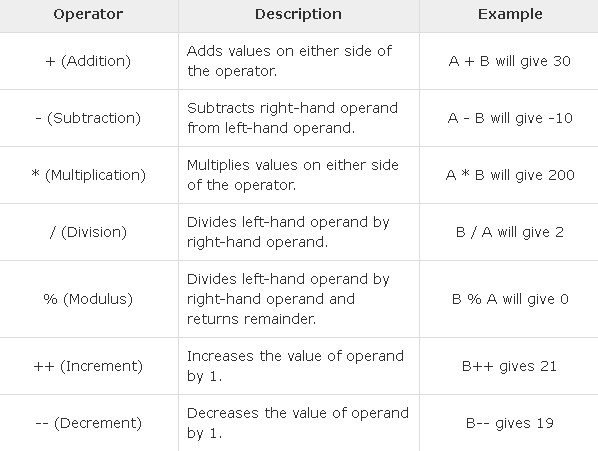 Operator Description Example
+ (Addition) Adds values on either side of
the operator. A + B will give 30
- (Subtraction) Subtracts right-hand operand
from left-hand operand. A - B will give -10
* (Multiplication) Multiplies values on either side
of the operator. A * B will give 200
/ (Division) Divides left-hand operand by
right-hand operand. B / A will give 2
% (Modulus) Divides left-hand operand by
right-hand operand and
returns remainder. B % A will give 0
++ (Increment) Increases the value of operand
by 1. B++ gives 21
-- (Decrement) Decreases the value of operand
by 1. B-- gives 19